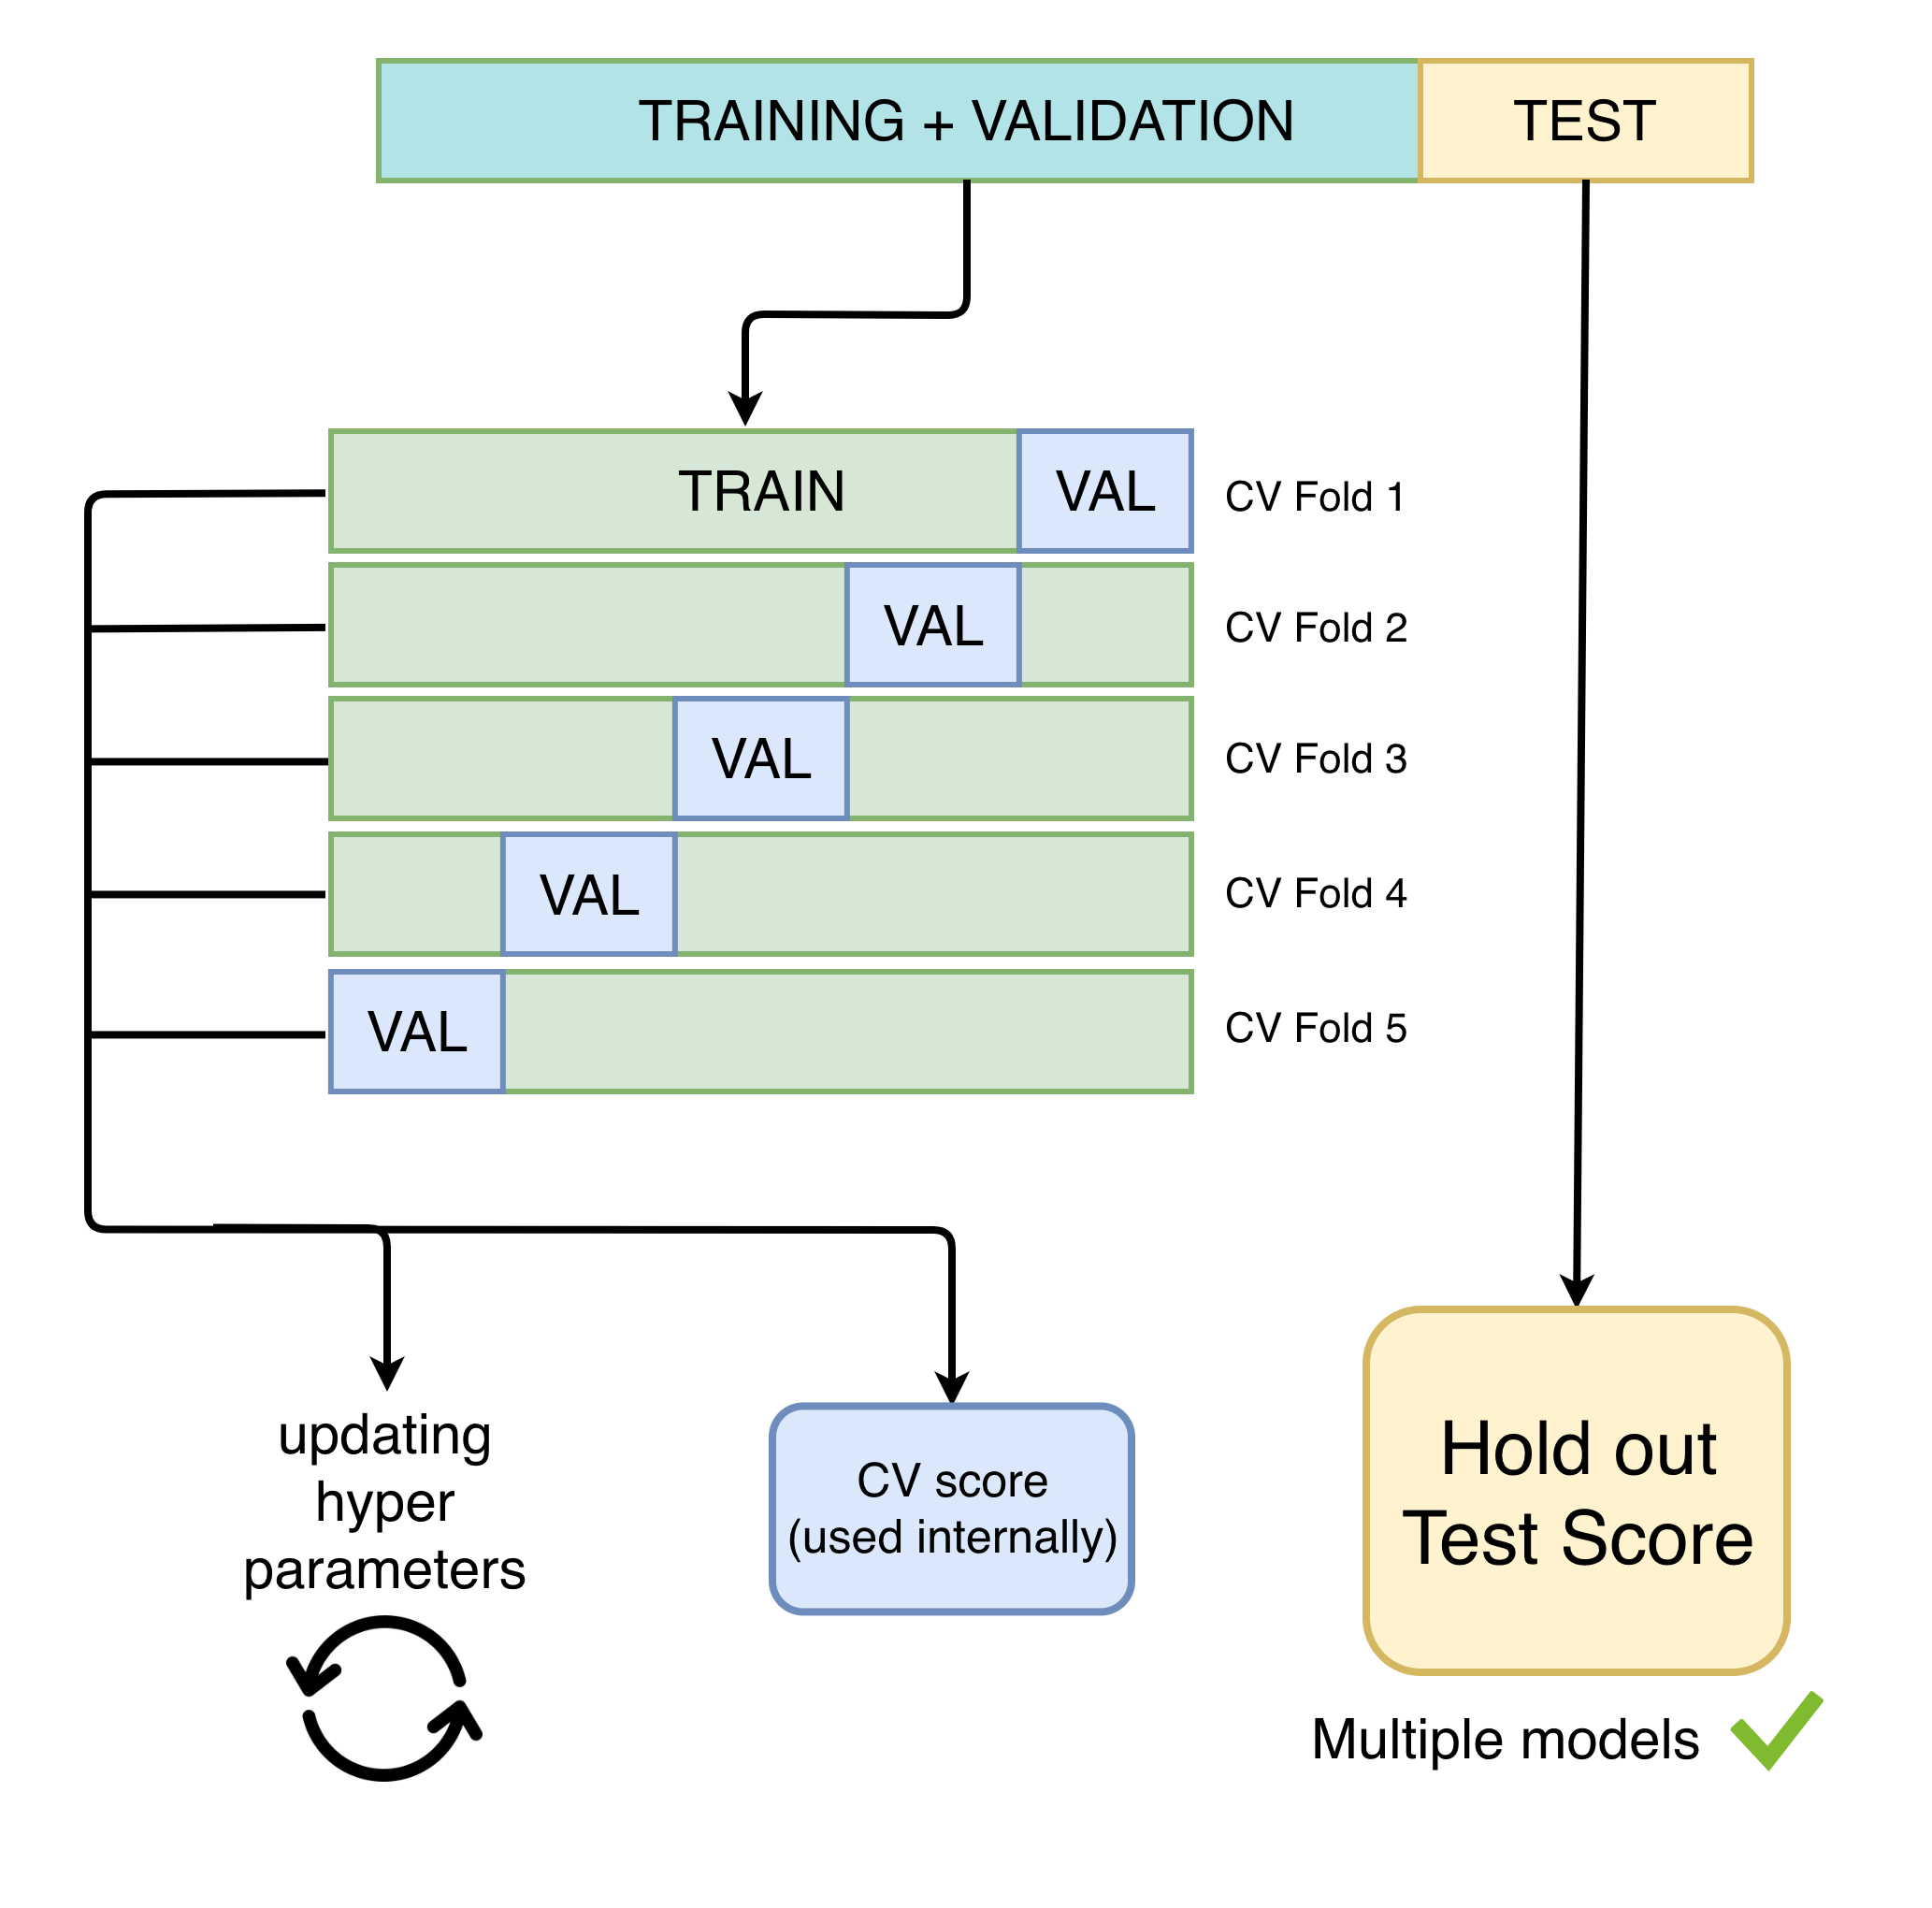 TRAINING + VALIDATION
TEST
TRAIN
VAL
CV Fold 1
VAL
CV Fold 2
VAL
CV Fold 3
VAL
CV Fold 4
VAL
CV Fold 5
updating
hyper
parameters
CV score
(used internally)
Hold out
Test Score
Multiple models